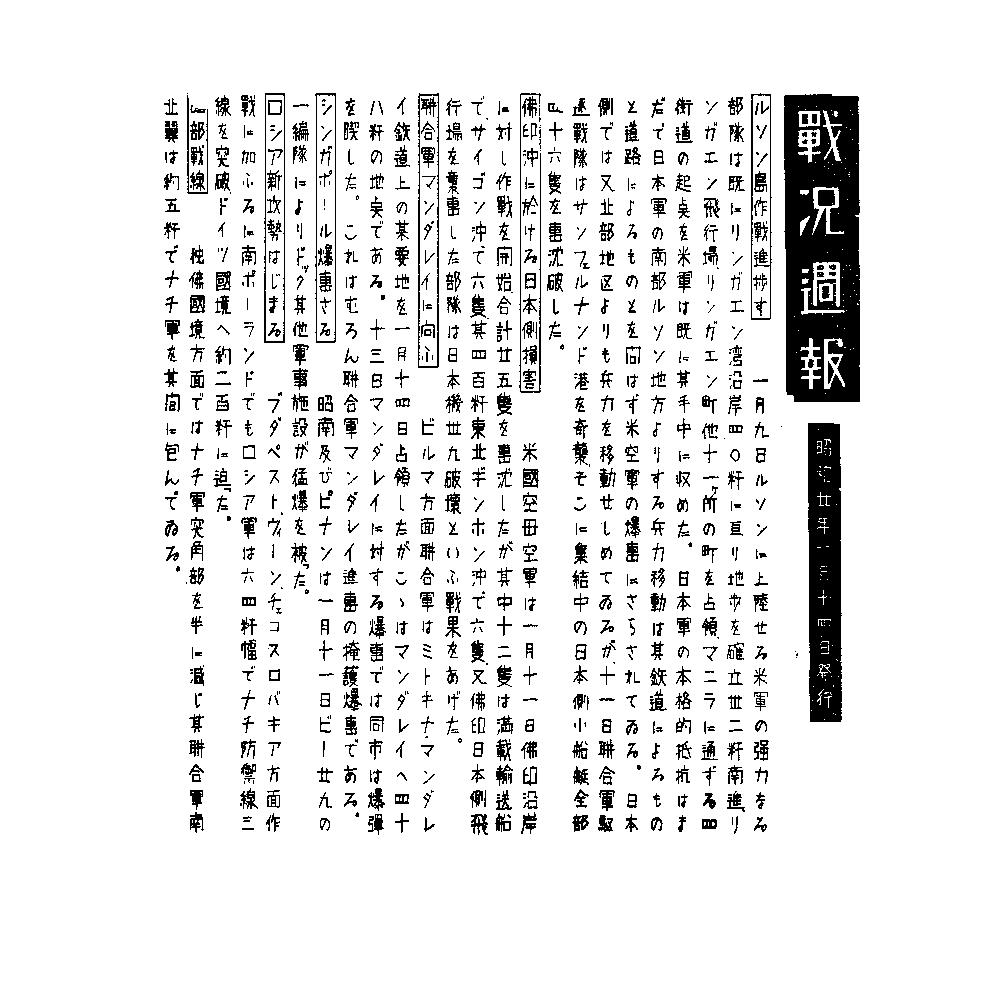 戰況週報
昭和廿年一月十四日発行
ルソン島作戰進捗す　一月九日ルソンに上陸せる米軍の强力なる
部隊は既にリンガエン湾沿岸四〇粁に亘り地步を確立廿二粁南進、リ
ンガエン飛行場、リンガエン町他十一ヶ所の町を占領、マニラに通ずる四
街道の起点を米軍は既に其手中に収めた。日本軍の本格的抵抗はま
だで日本軍の南部ルソン地方よりする兵力移動は其鉄道によるもの
と道路によるものとを问はず米空軍の爆擊にさらされてゐる。日本
側では又北部地区よりも兵力を移動せしめてゐるが、十一日聯合軍駆
逐戰隊はサンフェルナンド港を奇襲そこに集結中の日本側小船艇全部
四十六隻を擊沈破した。
佛印沖に於ける日本側損害　米國空母空軍は一月十一日佛印沿岸
に対し作戰を開始合計廿五隻を擊沈したが其中十二隻は満載輸送船
でサイゴン沖で六隻、其四百粁東北ギンホン沖で六隻、又佛印日本側飛
行場を襲擊した部隊は日本機卅九破壊といふ戰果をあげた。
聯合軍マンダレイに向ふ　ビルマ方面聯合軍はミトキナ、マンダレ
イ鉄道上の某要地を一月十四日占領したがこゝはマンダレイへ四十
八粁の地点である。十三日マンダレイに対する爆擊では同市は爆弾
を喫した。これはむろん聯合軍マンダレイ進擊の掩護爆擊である。
シンガポール爆擊さる　昭南及びピナンは一月十一日ビー廿九の
一編隊によりドック其他軍事施設が猛爆を被った。
ロシア新攻勢はじまる　ブダペスト、ウィーン、チェコスロバキア方面作
戰に加ふるに南ポーランドでもロシア軍は六四粁幅でナチ防禦線三
線を突破ドイツ國境へ約二百粁に迫った。
西部戰線　独佛國境方面ではナチ軍突角部を半に減じ其聯合軍南
北翼は約五粁でナチ軍を其间に包んでゐる。